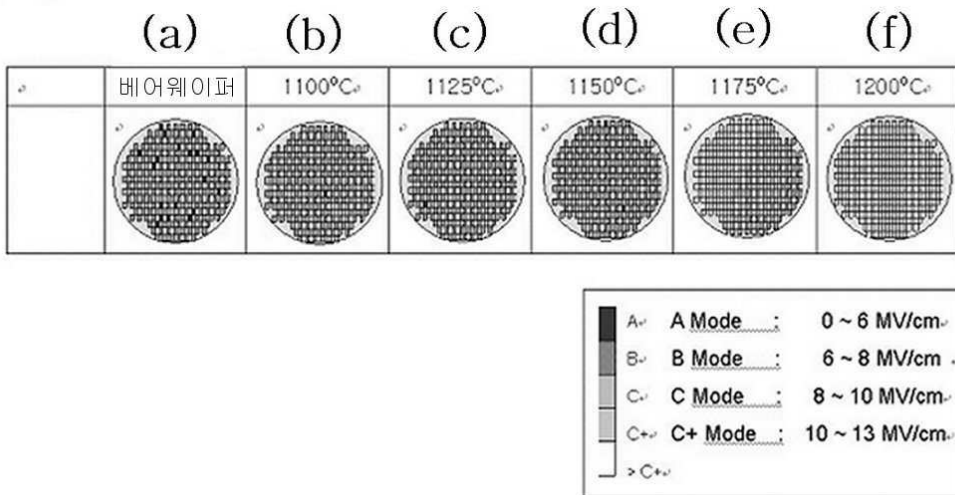 (a) (b) (c) (d) (e) (f)
베어웨이퍼 1100℃ 1125℃ 1150℃ 1175℃ 1200℃
A A Mode : 0 ~ 6 MV/cm
B B Mode : 6 ~ 8 MV/cm
C C Mode : 8 ~ 10 MV/cm
C+ C+ Mode : 10 ~ 13 MV/cm
> C+